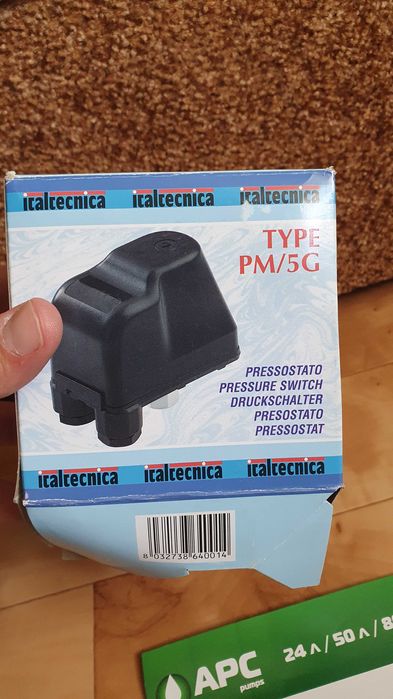 italtecnica italtecnica italtecnica
TYPE
PM/5G
PRESSOSTATO
PRESSURE SWITCH
DRUCKSCHALTER
PRESOSTATO
PRESSOSTAT
italtecnica italtecnica italtecnica
8 032738 640014
APC
pumps
24 л / 50 л / 8